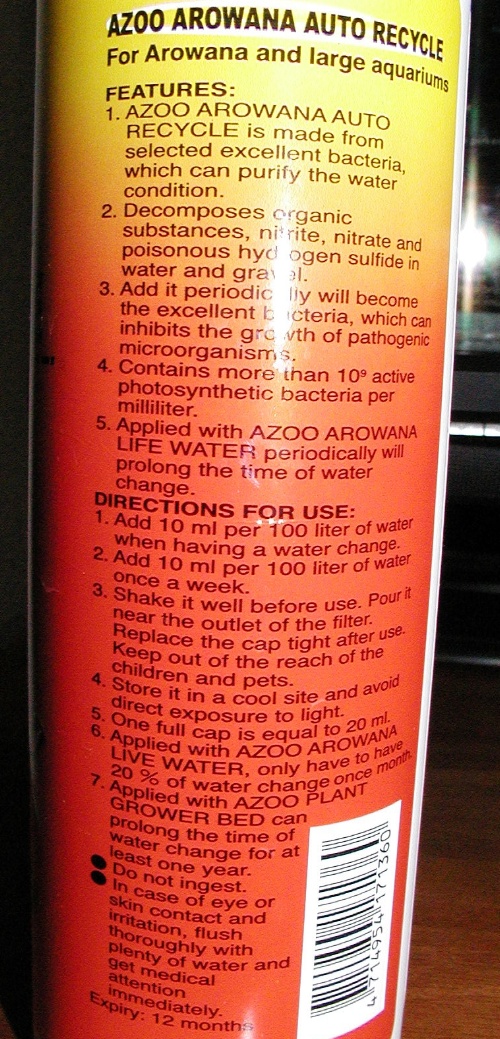 AZOO AROWANA AUTO RECYCLE
For Arowana and large aquariums
FEATURES:
1. AZOO AROWANA AUTO
RECYCLE is made from
selected excellent bacteria,
which can purify the water
condition.
2. Decomposes organic
substances, nitrite, nitrate and
poisonous hydrogen sulfide in
water and gravel.
3. Add it periodically will become
the excellent bacteria, which can
inhibits the growth of pathogenic
microorganisms.
4. Contains more than 10⁹ active
photosynthetic bacteria per
milliliter.
5. Applied with AZOO AROWANA
LIFE WATER periodically will
prolong the time of water
change.
DIRECTIONS FOR USE:
1. Add 10 ml per 100 liter of water
when having a water change.
2. Add 10 ml per 100 liter of water
once a week.
3. Shake it well before use. Pour it
near the outlet of the filter.
Replace the cap tight after use.
Keep out of the reach of the
children and pets.
4. Store it in a cool site and avoid
direct exposure to light.
5. One full cap is equal to 20 ml.
6. Applied with AZOO AROWANA
LIVE WATER, only have to have
20 % of water change once month.
7. Applied with AZOO PLANT
GROWER BED can
prolong the time of
water change for at
least one year.
● Do not ingest.
● In case of eye or
skin contact and
irritation, flush
thoroughly with
plenty of water and
get medical
attention
immediately.
Expiry: 12 months
4 714954 171360